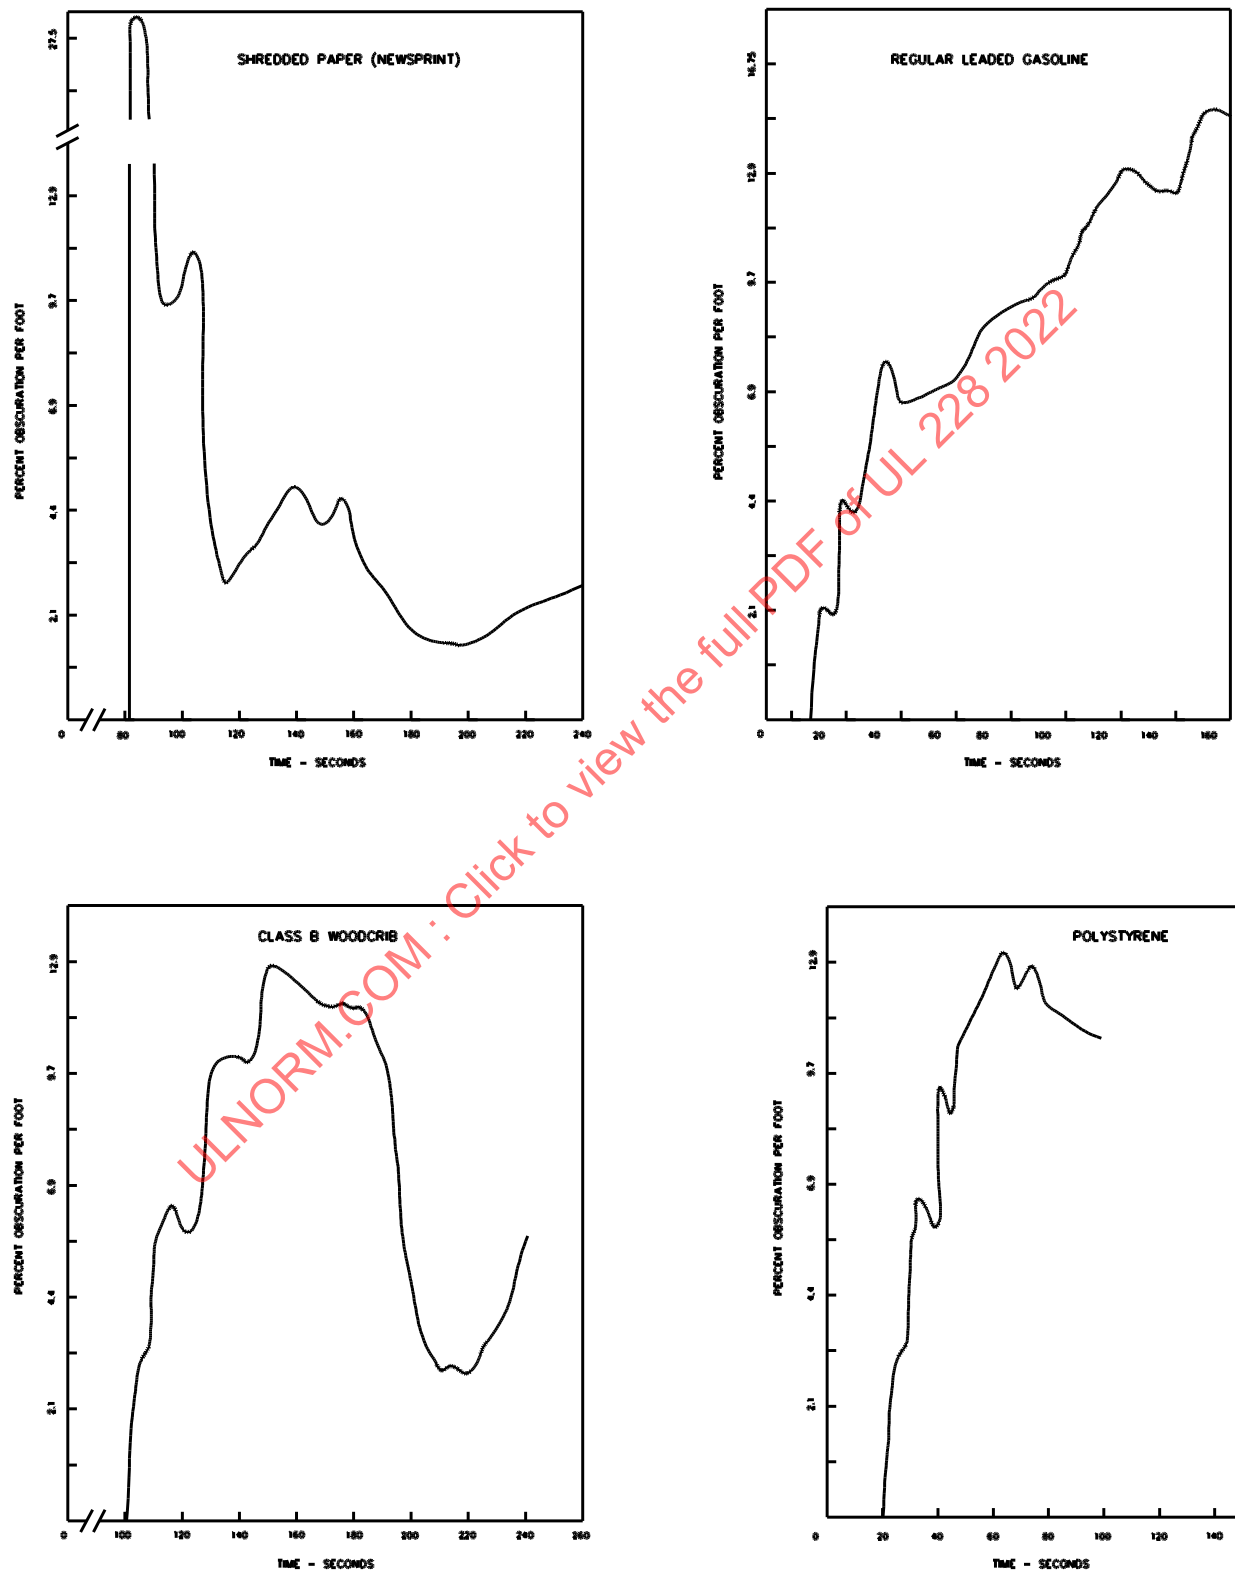 SHREDDED PAPER (NEWSPRINT)
PERCENT OBSCURATION PER FOOT
27.5
12.9
9.7
6.9
4.4
2.1
0 80 100 120 140 160 180 200 220 240
TIME - SECONDS
REGULAR LEADED GASOLINE
PERCENT OBSCURATION PER FOOT
16.75
12.9
9.7
6.9
4.4
2.1
0 20 40 60 80 100 120 140 160
TIME - SECONDS
CLASS B WOODCRIB
PERCENT OBSCURATION PER FOOT
12.9
9.7
6.9
4.4
2.1
0 100 120 140 160 180 200 220 240 260
TIME - SECONDS
POLYSTYRENE
PERCENT OBSCURATION PER FOOT
12.9
9.7
6.9
4.4
2.1
0 20 40 60 80 100 140
TIME - SECONDS
ULNORM.COM : Click to view the full PDF of UL 228 2022